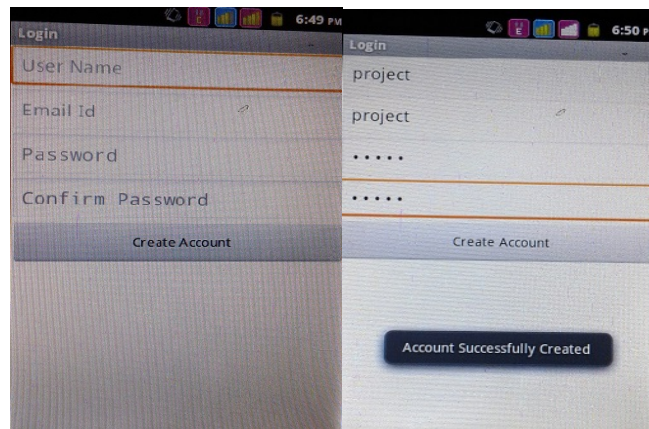 6:49 PM
Login
User Name
Email Id
Password
Confirm Password
Create Account
E
6:50 P
Login
project
project
•••••
•••••
Create Account
Account Successfully Created